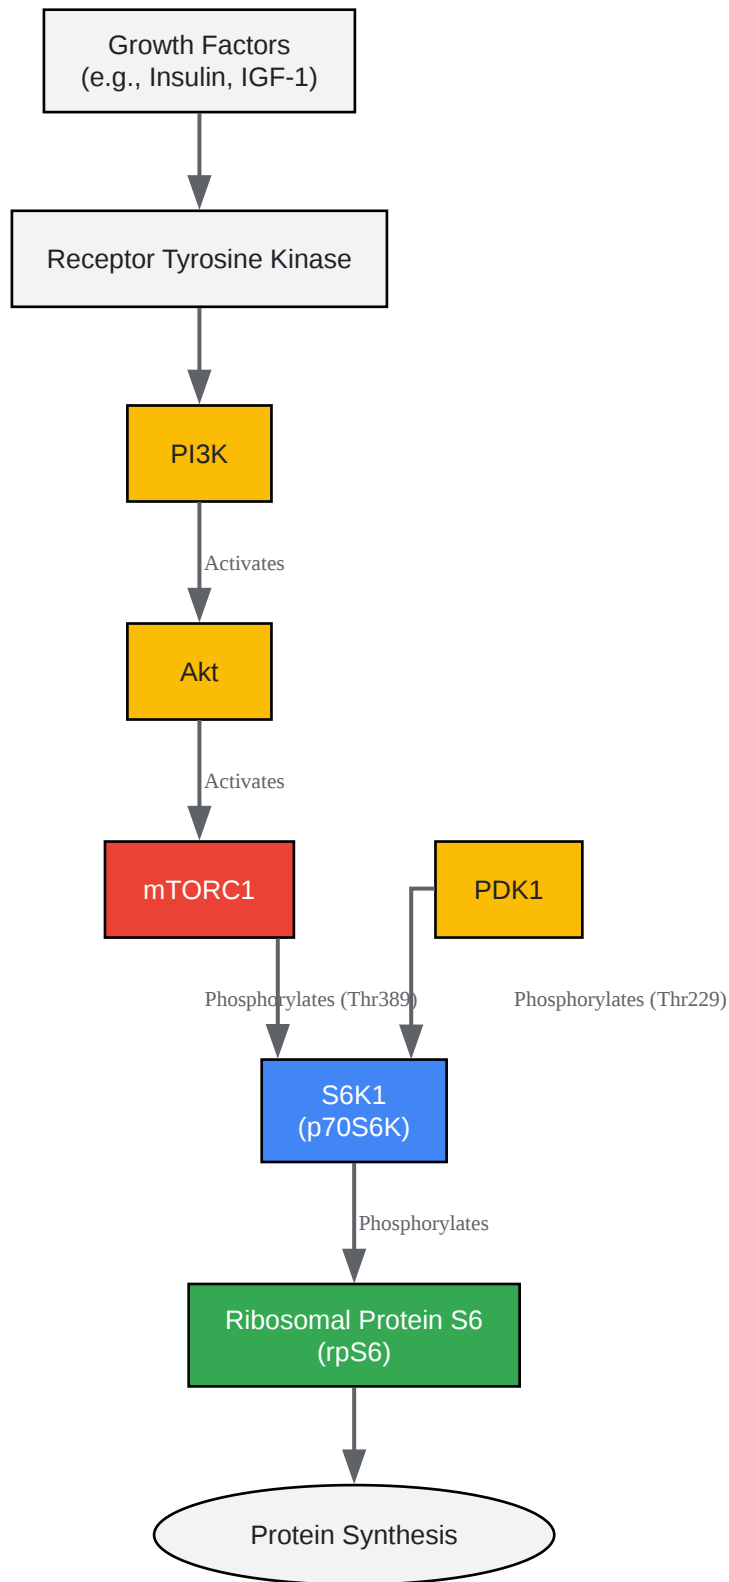 Growth Factors
(e.g., Insulin, IGF-1)
Receptor Tyrosine Kinase
PI3K
Activates
Akt
Activates
mTORC1
PDK1
Phosphorylates (Thr389)
Phosphorylates (Thr229)
S6K1
(p70S6K)
Phosphorylates
Ribosomal Protein S6
(rpS6)
Protein Synthesis